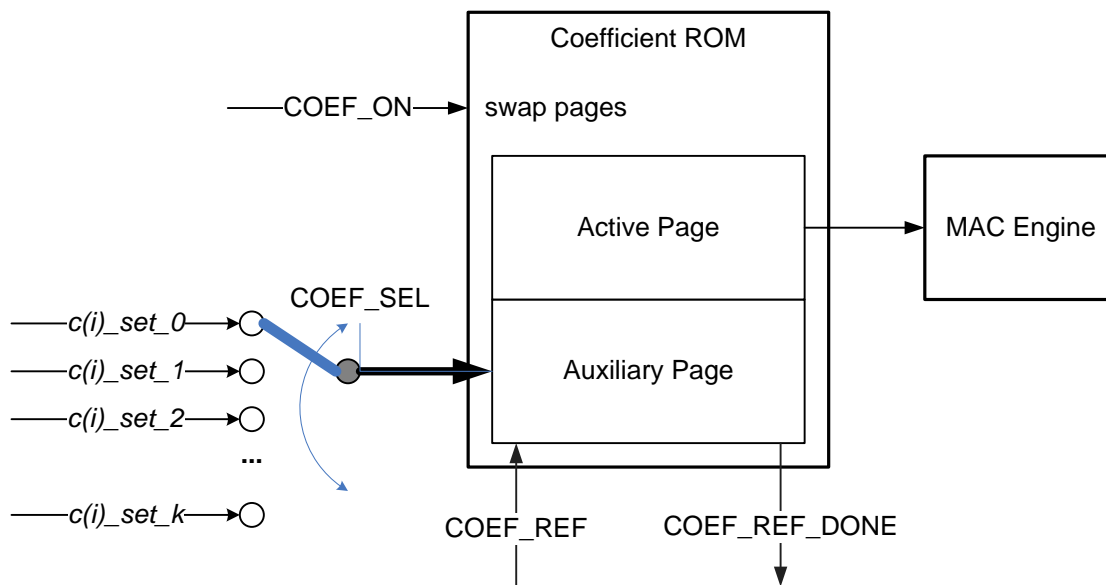 Coefficient ROM
COEF_ON
swap pages
Active Page
MAC Engine
COEF_SEL
c(i)_set_0
c(i)_set_1
Auxiliary Page
c(i)_set_2
...
c(i)_set_k
COEF_REF
COEF_REF_DONE